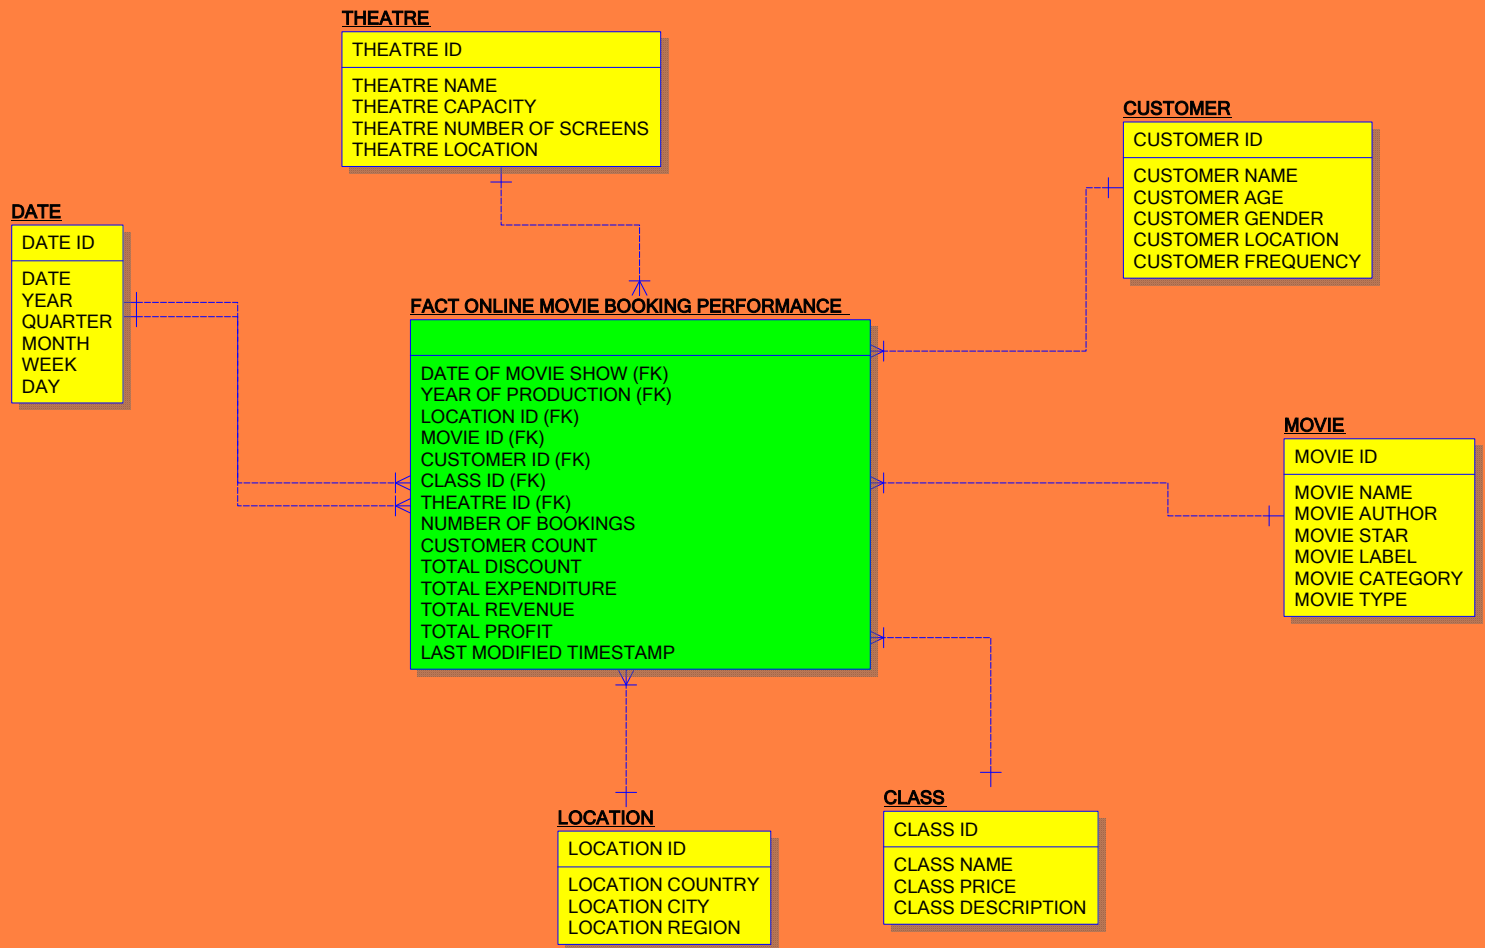 THEATRE
THEATRE ID
THEATRE NAME
THEATRE CAPACITY
THEATRE NUMBER OF SCREENS
THEATRE LOCATION
CUSTOMER
CUSTOMER ID
CUSTOMER NAME
CUSTOMER AGE
CUSTOMER GENDER
CUSTOMER LOCATION
CUSTOMER FREQUENCY
DATE
DATE ID
DATE
YEAR
QUARTER
MONTH
WEEK
DAY
FACT ONLINE MOVIE BOOKING PERFORMANCE
DATE OF MOVIE SHOW (FK)
YEAR OF PRODUCTION (FK)
LOCATION ID (FK)
MOVIE ID (FK)
CUSTOMER ID (FK)
CLASS ID (FK)
THEATRE ID (FK)
NUMBER OF BOOKINGS
CUSTOMER COUNT
TOTAL DISCOUNT
TOTAL EXPENDITURE
TOTAL REVENUE
TOTAL PROFIT
LAST MODIFIED TIMESTAMP
MOVIE
MOVIE ID
MOVIE NAME
MOVIE AUTHOR
MOVIE STAR
MOVIE LABEL
MOVIE CATEGORY
MOVIE TYPE
LOCATION
LOCATION ID
LOCATION COUNTRY
LOCATION CITY
LOCATION REGION
CLASS
CLASS ID
CLASS NAME
CLASS PRICE
CLASS DESCRIPTION